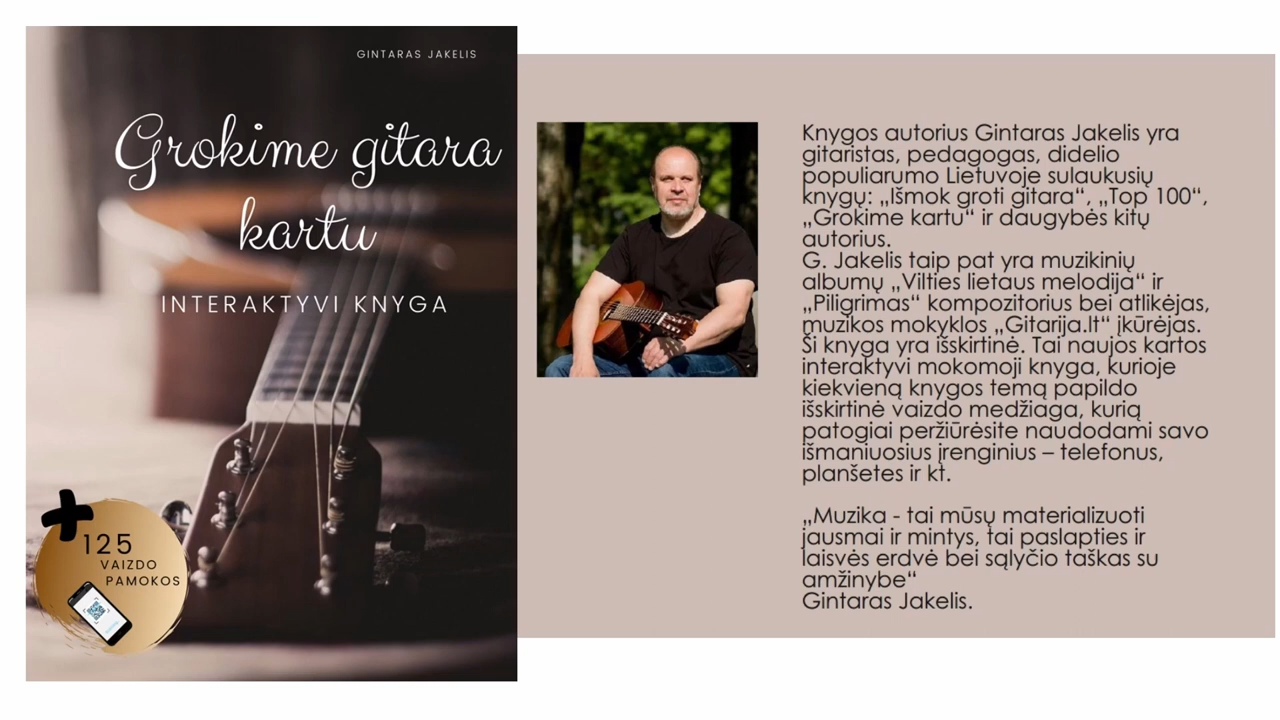 GINTARAS JAKELIS
Grokime gitara
kartu
INTERAKTYVI KNYGA
125
VAIZDO
PAMOKOS
Knygos autorius Gintaras Jakelis yra
gitaristas, pedagogas, didelio
populiarumo Lietuvoje sulaukusių
knygų: „Išmok groti gitara“, „Top 100“,
„Grokime kartu“ ir daugybės kitų
autorius.
G. Jakelis taip pat yra muzikinių
albumų „Vilties lietaus melodija“ ir
„Piligrimas“ kompozitorius bei atlikėjas,
muzikos mokyklos „Gitarija.lt“ įkūrėjas.
Ši knyga yra išskirtinė. Tai naujos kartos
interaktyvi mokomoji knyga, kurioje
kiekvieną knygos temą papildo
išskirtinė vaizdo medžiaga, kurią
patogiai peržiūrėsite naudodami savo
išmaniuosius įrenginius – telefonus,
planšetes ir kt.
„Muzika - tai mūsų materializuoti
jausmai ir mintys, tai paslapties ir
laisvės erdvė bei sąlyčio taškas su
amžinybe“
Gintaras Jakelis.